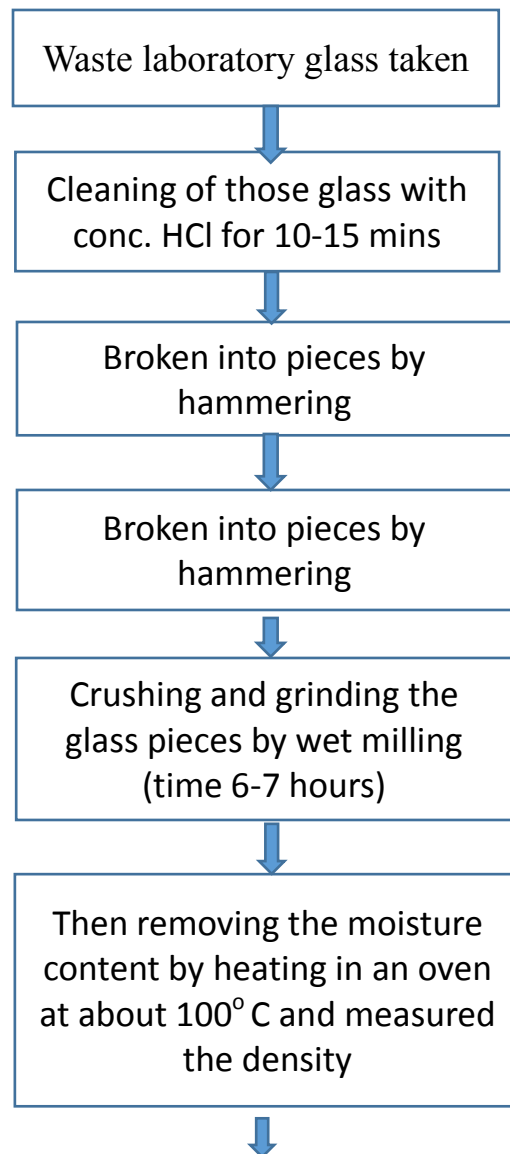 Waste laboratory glass taken
Cleaning of those glass with
conc. HCl for 10-15 mins
Broken into pieces by
hammering
Broken into pieces by
hammering
Crushing and grinding the
glass pieces by wet milling
(time 6-7 hours)
Then removing the moisture
content by heating in an oven
at about 100° C and measured
the density